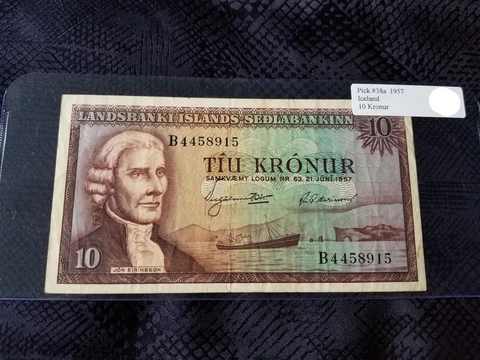 Pick #38a 1957
Iceland
10 Kronur
LANDSBANKI ISLANDS-SEÐLABANKINN
10
B4458915
TÍU KRÓNUR
SAMKVÆMT LÖGUM NR. 63, 21. JÚNÍ 1957
10
B4458915
JÓN EIRÍKSSON